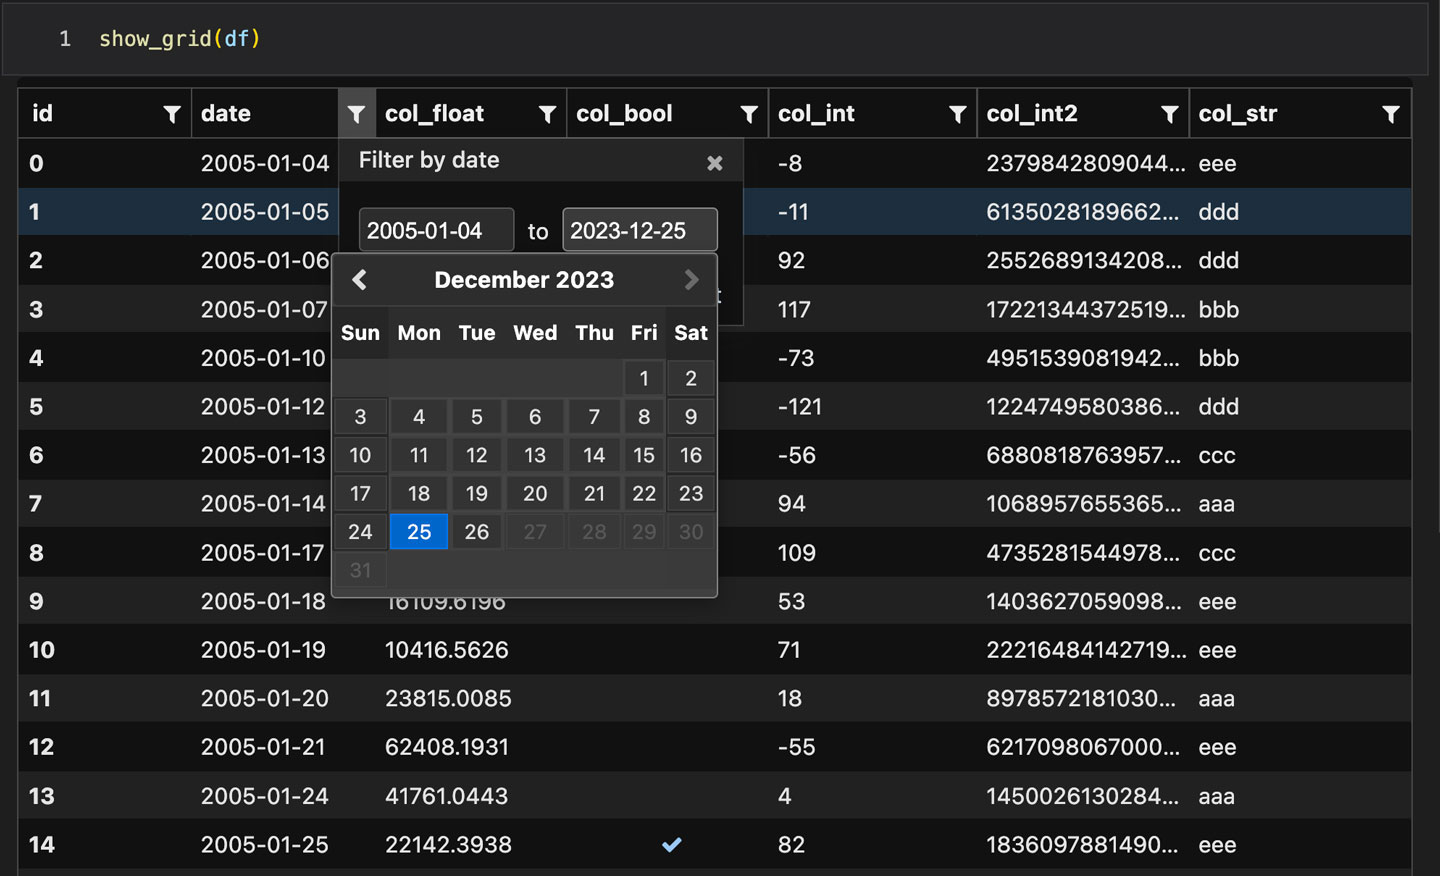 1 show_grid(df)
id date col_float col_bool col_int col_int2 col_str
0 2005-01-04 Filter by date × -8 2379842809044... eee
1 2005-01-05 2005-01-04 to 2023-12-25 -11 6135028189662... ddd
2 2005-01-06 December 2023 92 2552689134208... ddd
3 2005-01-07 Sun Mon Tue Wed Thu Fri Sat 117 17221344372519... bbb
4 2005-01-10 1 2 -73 4951539081942... bbb
5 2005-01-12 3 4 5 6 7 8 9 -121 1224749580386... ddd
6 2005-01-13 10 11 12 13 14 15 16 -56 6880818763957... ccc
7 2005-01-14 17 18 19 20 21 22 23 94 1068957655365... aaa
8 2005-01-17 24 25 26 27 28 29 30 109 4735281544978... ccc
31
9 2005-01-18 16109.6196 53 1403627059098... eee
10 2005-01-19 10416.5626 71 22216484142719... eee
11 2005-01-20 23815.0085 18 8978572181030... aaa
12 2005-01-21 62408.1931 -55 6217098067000... eee
13 2005-01-24 41761.0443 4 1450026130284... aaa
14 2005-01-25 22142.3938 82 1836097881490... eee